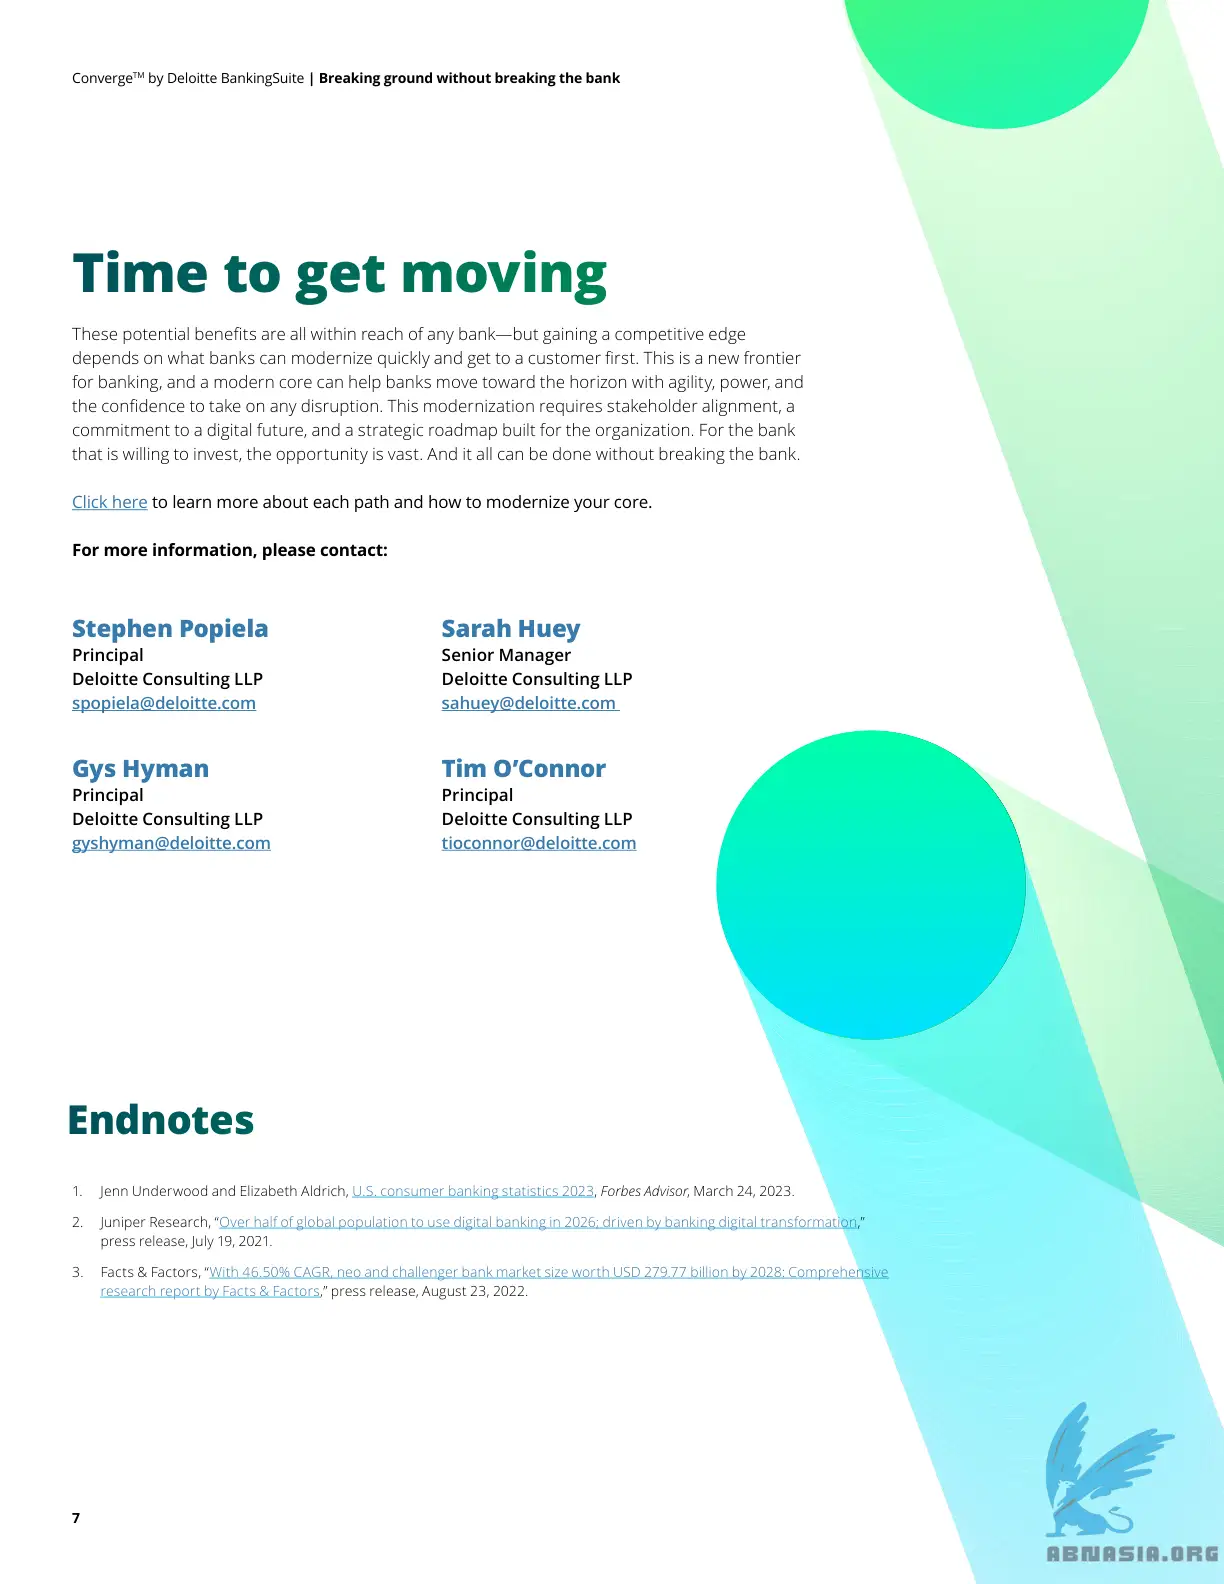 Converge™ by Deloitte BankingSuite | Breaking ground without breaking the bank
Time to get moving
These potential benefits are all within reach of any bank—but gaining a competitive edge
depends on what banks can modernize quickly and get to a customer first. This is a new frontier
for banking, and a modern core can help banks move toward the horizon with agility, power, and
the confidence to take on any disruption. This modernization requires stakeholder alignment, a
commitment to a digital future, and a strategic roadmap built for the organization. For the bank
that is willing to invest, the opportunity is vast. And it all can be done without breaking the bank.
Click here to learn more about each path and how to modernize your core.
For more information, please contact:
Stephen Popiela
Principal
Deloitte Consulting LLP
spopiela@deloitte.com
Sarah Huey
Senior Manager
Deloitte Consulting LLP
sahuey@deloitte.com
Gys Hyman
Principal
Deloitte Consulting LLP
gyshyman@deloitte.com
Tim O’Connor
Principal
Deloitte Consulting LLP
tioconnor@deloitte.com
Endnotes
1. Jenn Underwood and Elizabeth Aldrich, U.S. consumer banking statistics 2023, Forbes Advisor, March 24, 2023.
2. Juniper Research, “Over half of global population to use digital banking in 2026; driven by banking digital transformation,”
press release, July 19, 2021.
3. Facts & Factors, “With 46.50% CAGR, neo and challenger bank market size worth USD 279.77 billion by 2028: Comprehensive
research report by Facts & Factors,” press release, August 23, 2022.
7
ABNASIA.ORG